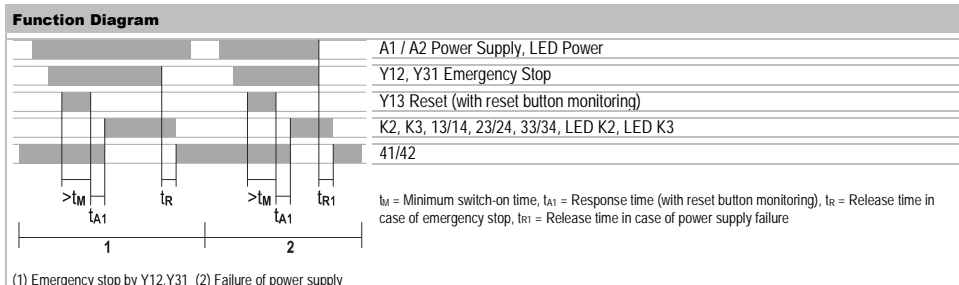 Function Diagram
A1 / A2 Power Supply, LED Power
Y12, Y31 Emergency Stop
Y13 Reset (with reset button monitoring)
K2, K3, 13/14, 23/24, 33/34, LED K2, LED K3
41/42
>tM tR >tM tR1
tA1 tA1
tM = Minimum switch-on time, tA1 = Response time (with reset button monitoring), tR = Release time in
case of emergency stop, tR1 = Release time in case of power supply failure
1 2
(1) Emergency stop by Y12,Y31 (2) Failure of power supply